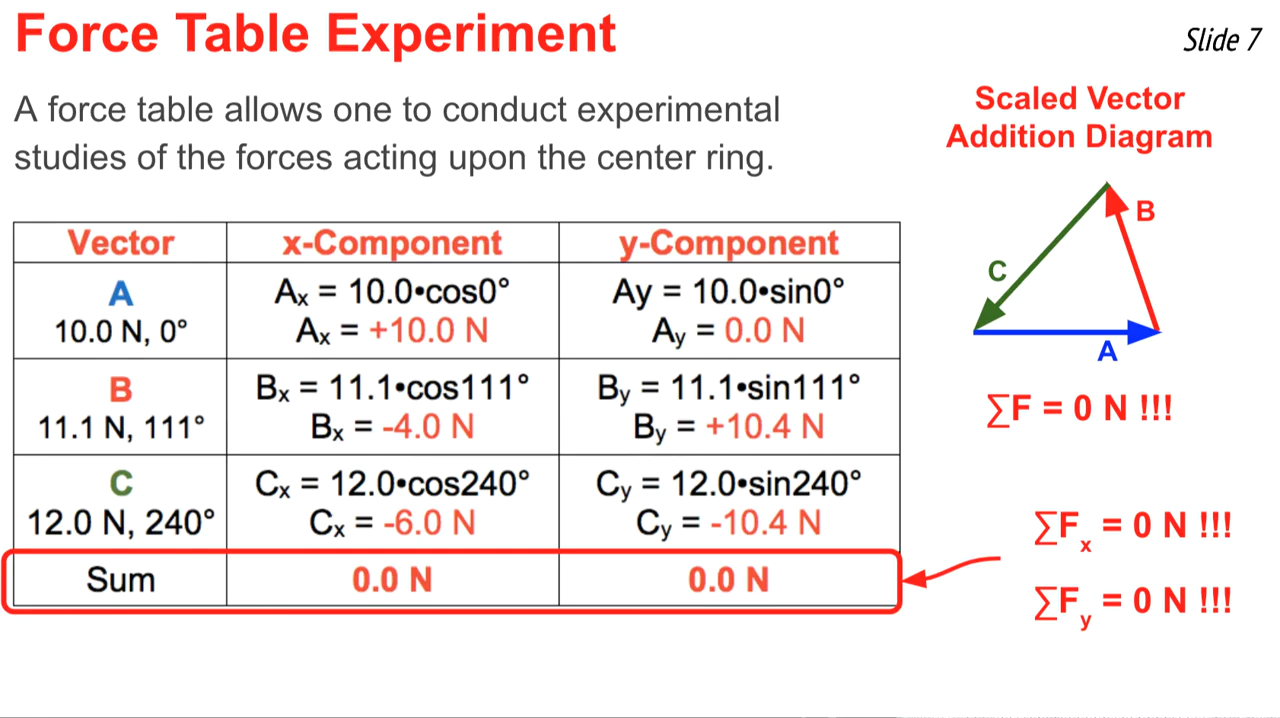 Force Table Experiment
Slide 7
A force table allows one to conduct experimental
studies of the forces acting upon the center ring.
Scaled Vector
Addition Diagram
Vector
x-Component
y-Component
A
10.0 N, 0°
Ax = 10.0•cos0°
Ax = +10.0 N
Ay = 10.0•sin0°
Ay = 0.0 N
B
11.1 N, 111°
Bx = 11.1•cos111°
Bx = -4.0 N
By = 11.1•sin111°
By = +10.4 N
C
12.0 N, 240°
Cx = 12.0•cos240°
Cx = -6.0 N
Cy = 12.0•sin240°
Cy = -10.4 N
Sum
0.0 N
0.0 N
B
C
A
∑F = 0 N !!!
∑Fx = 0 N !!!
∑Fy = 0 N !!!